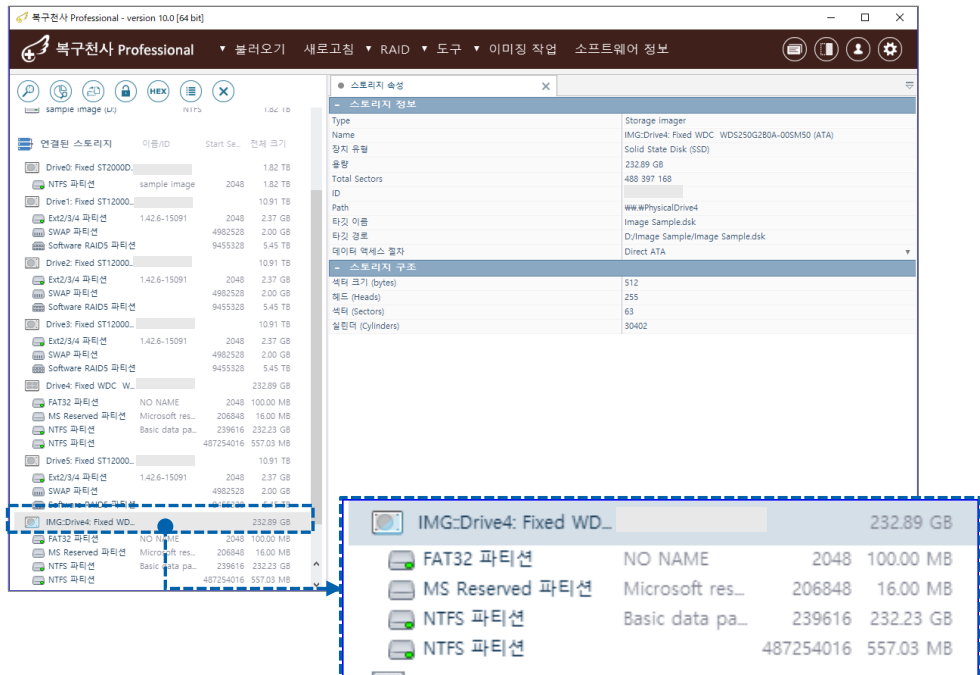 복구천사 Professional - version 10.0 [64 bit]
복구천사 Professional ▼ 불러오기 새로고침 ▼ RAID ▼ 도구 ▼ 이미징 작업 소프트웨어 정보
HEX
sample image (D:) NTFS 1.82 TB
연결된 스토리지 이름/ID Start Se... 전체 크기
Drive0: Fixed ST2000D... 1.82 TB
NTFS 파티션 sample image 2048 1.82 TB
Drive1: Fixed ST12000... 10.91 TB
Ext2/3/4 파티션 1.42.6-15091 2048 2.37 GB
SWAP 파티션 4982528 2.00 GB
Software RAID5 파티션 9455328 5.45 TB
Drive2: Fixed ST12000... 10.91 TB
Ext2/3/4 파티션 1.42.6-15091 2048 2.37 GB
SWAP 파티션 4982528 2.00 GB
Software RAID5 파티션 9455328 5.45 TB
Drive3: Fixed ST12000... 10.91 TB
Ext2/3/4 파티션 1.42.6-15091 2048 2.37 GB
SWAP 파티션 4982528 2.00 GB
Software RAID5 파티션 9455328 5.45 TB
Drive4: Fixed WDC W... 232.89 GB
FAT32 파티션 NO NAME 2048 100.00 MB
MS Reserved 파티션 Microsoft res... 206848 16.00 MB
NTFS 파티션 Basic data pa... 239616 232.23 GB
NTFS 파티션 487254016 557.03 MB
Drive5: Fixed ST12000... 10.91 TB
Ext2/3/4 파티션 1.42.6-15091 2048 2.37 GB
SWAP 파티션 4982528 2.00 GB
Software RAID5 파티션 9455328 5.45 TB
IMG::Drive4: Fixed WD... 232.89 GB
FAT32 파티션 NO NAME 2048 100.00 MB
MS Reserved 파티션 Microsoft res... 206848 16.00 MB
NTFS 파티션 Basic data pa... 239616 232.23 GB
NTFS 파티션 487254016 557.03 MB
스토리지 속성
- 스토리지 정보
Type Storage imager
Name IMG::Drive4: Fixed WDC WDS250G2B0A-00SM50 (ATA)
장치 유형 Solid State Disk (SSD)
용량 232.89 GB
Total Sectors 488 397 168
ID
Path ₩₩.₩PhysicalDrive4
타깃 이름 Image Sample.dsk
타깃 경로 D:/Image Sample/Image Sample.dsk
데이터 액세스 절차 Direct ATA
- 스토리지 구조
섹터 크기 (bytes) 512
헤드 (Heads) 255
섹터 (Sectors) 63
실린더 (Cylinders) 30402
IMG::Drive4: Fixed WD... 232.89 GB
FAT32 파티션 NO NAME 2048 100.00 MB
MS Reserved 파티션 Microsoft res... 206848 16.00 MB
NTFS 파티션 Basic data pa... 239616 232.23 GB
NTFS 파티션 487254016 557.03 MB